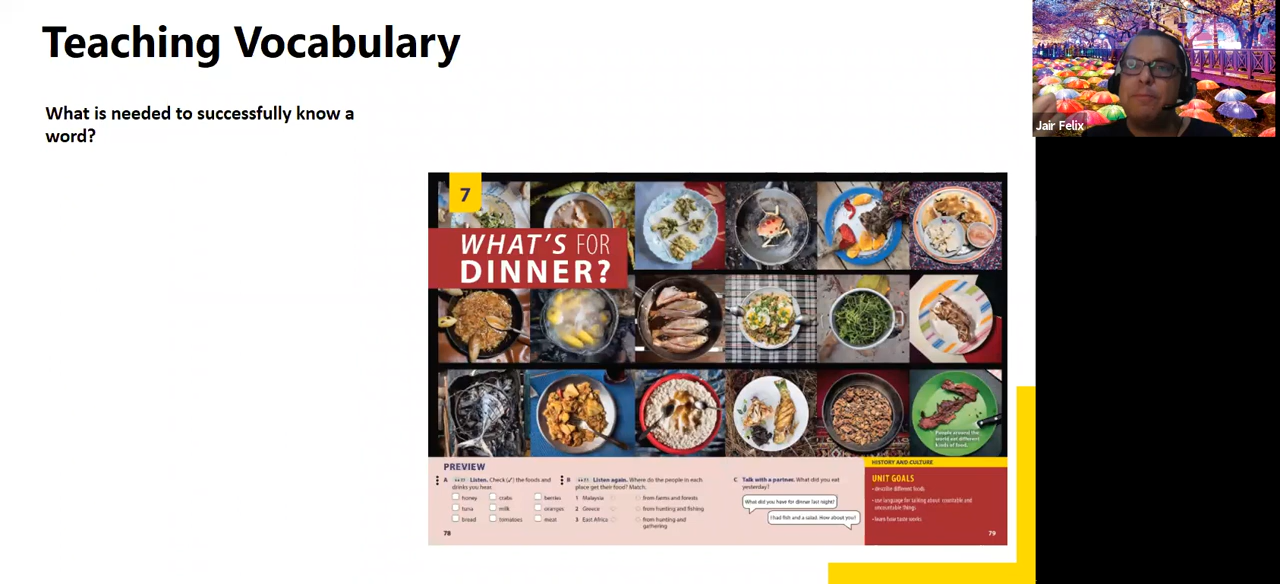 Teaching Vocabulary
What is needed to successfully know a
word?
Jair Felix
7
WHAT'S FOR
DINNER?
People around the
world eat different
kinds of food.
PREVIEW
A Listen. Check (✓) the foods and
drinks you hear.
honey crabs berries
tuna milk oranges
bread tomatoes meat
B Listen again. Where do the people in each
place get their food? Match.
1 Malaysia from farms and forests
2 Greece from hunting and fishing
3 East Africa from hunting and
gathering
C Talk with a partner. What did you eat
yesterday?
What did you have for dinner last night?
I had fish and a salad. How about you?
HISTORY AND CULTURE
UNIT GOALS
• describe different foods
• use language for talking about countable and
uncountable things
• learn how taste works
78
79